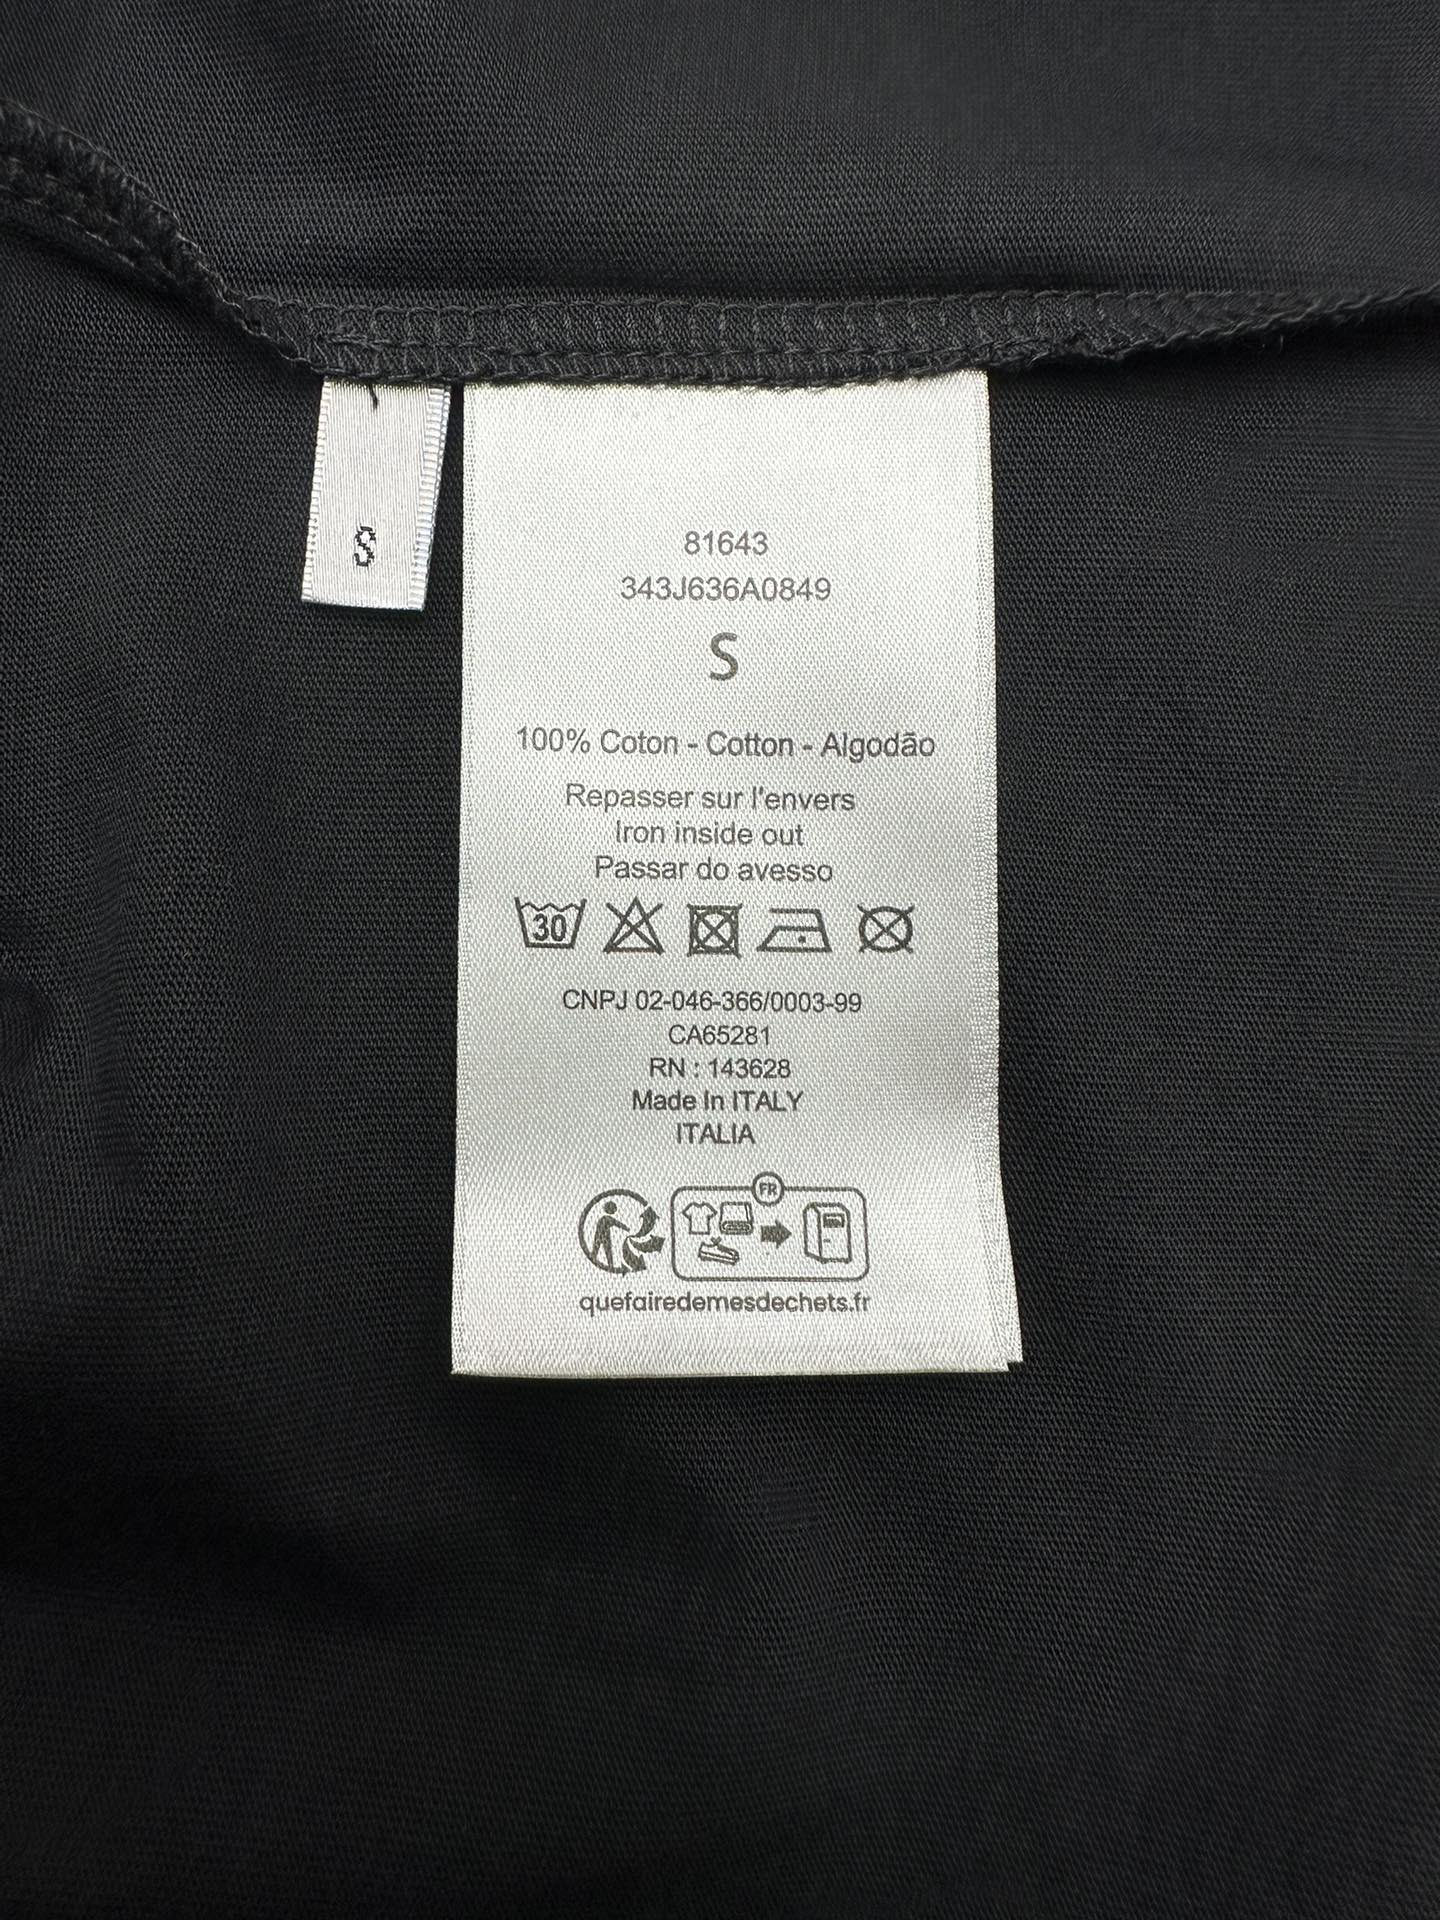 S
81643
343J636A0849
S
100% Coton - Cotton - Algodão
Repasser sur l'envers
Iron inside out
Passar do avesso
30
CNPJ 02-046-366/0003-99
CA65281
RN : 143628
Made In ITALY
ITALIA
FR
quefairedemesdechets.fr